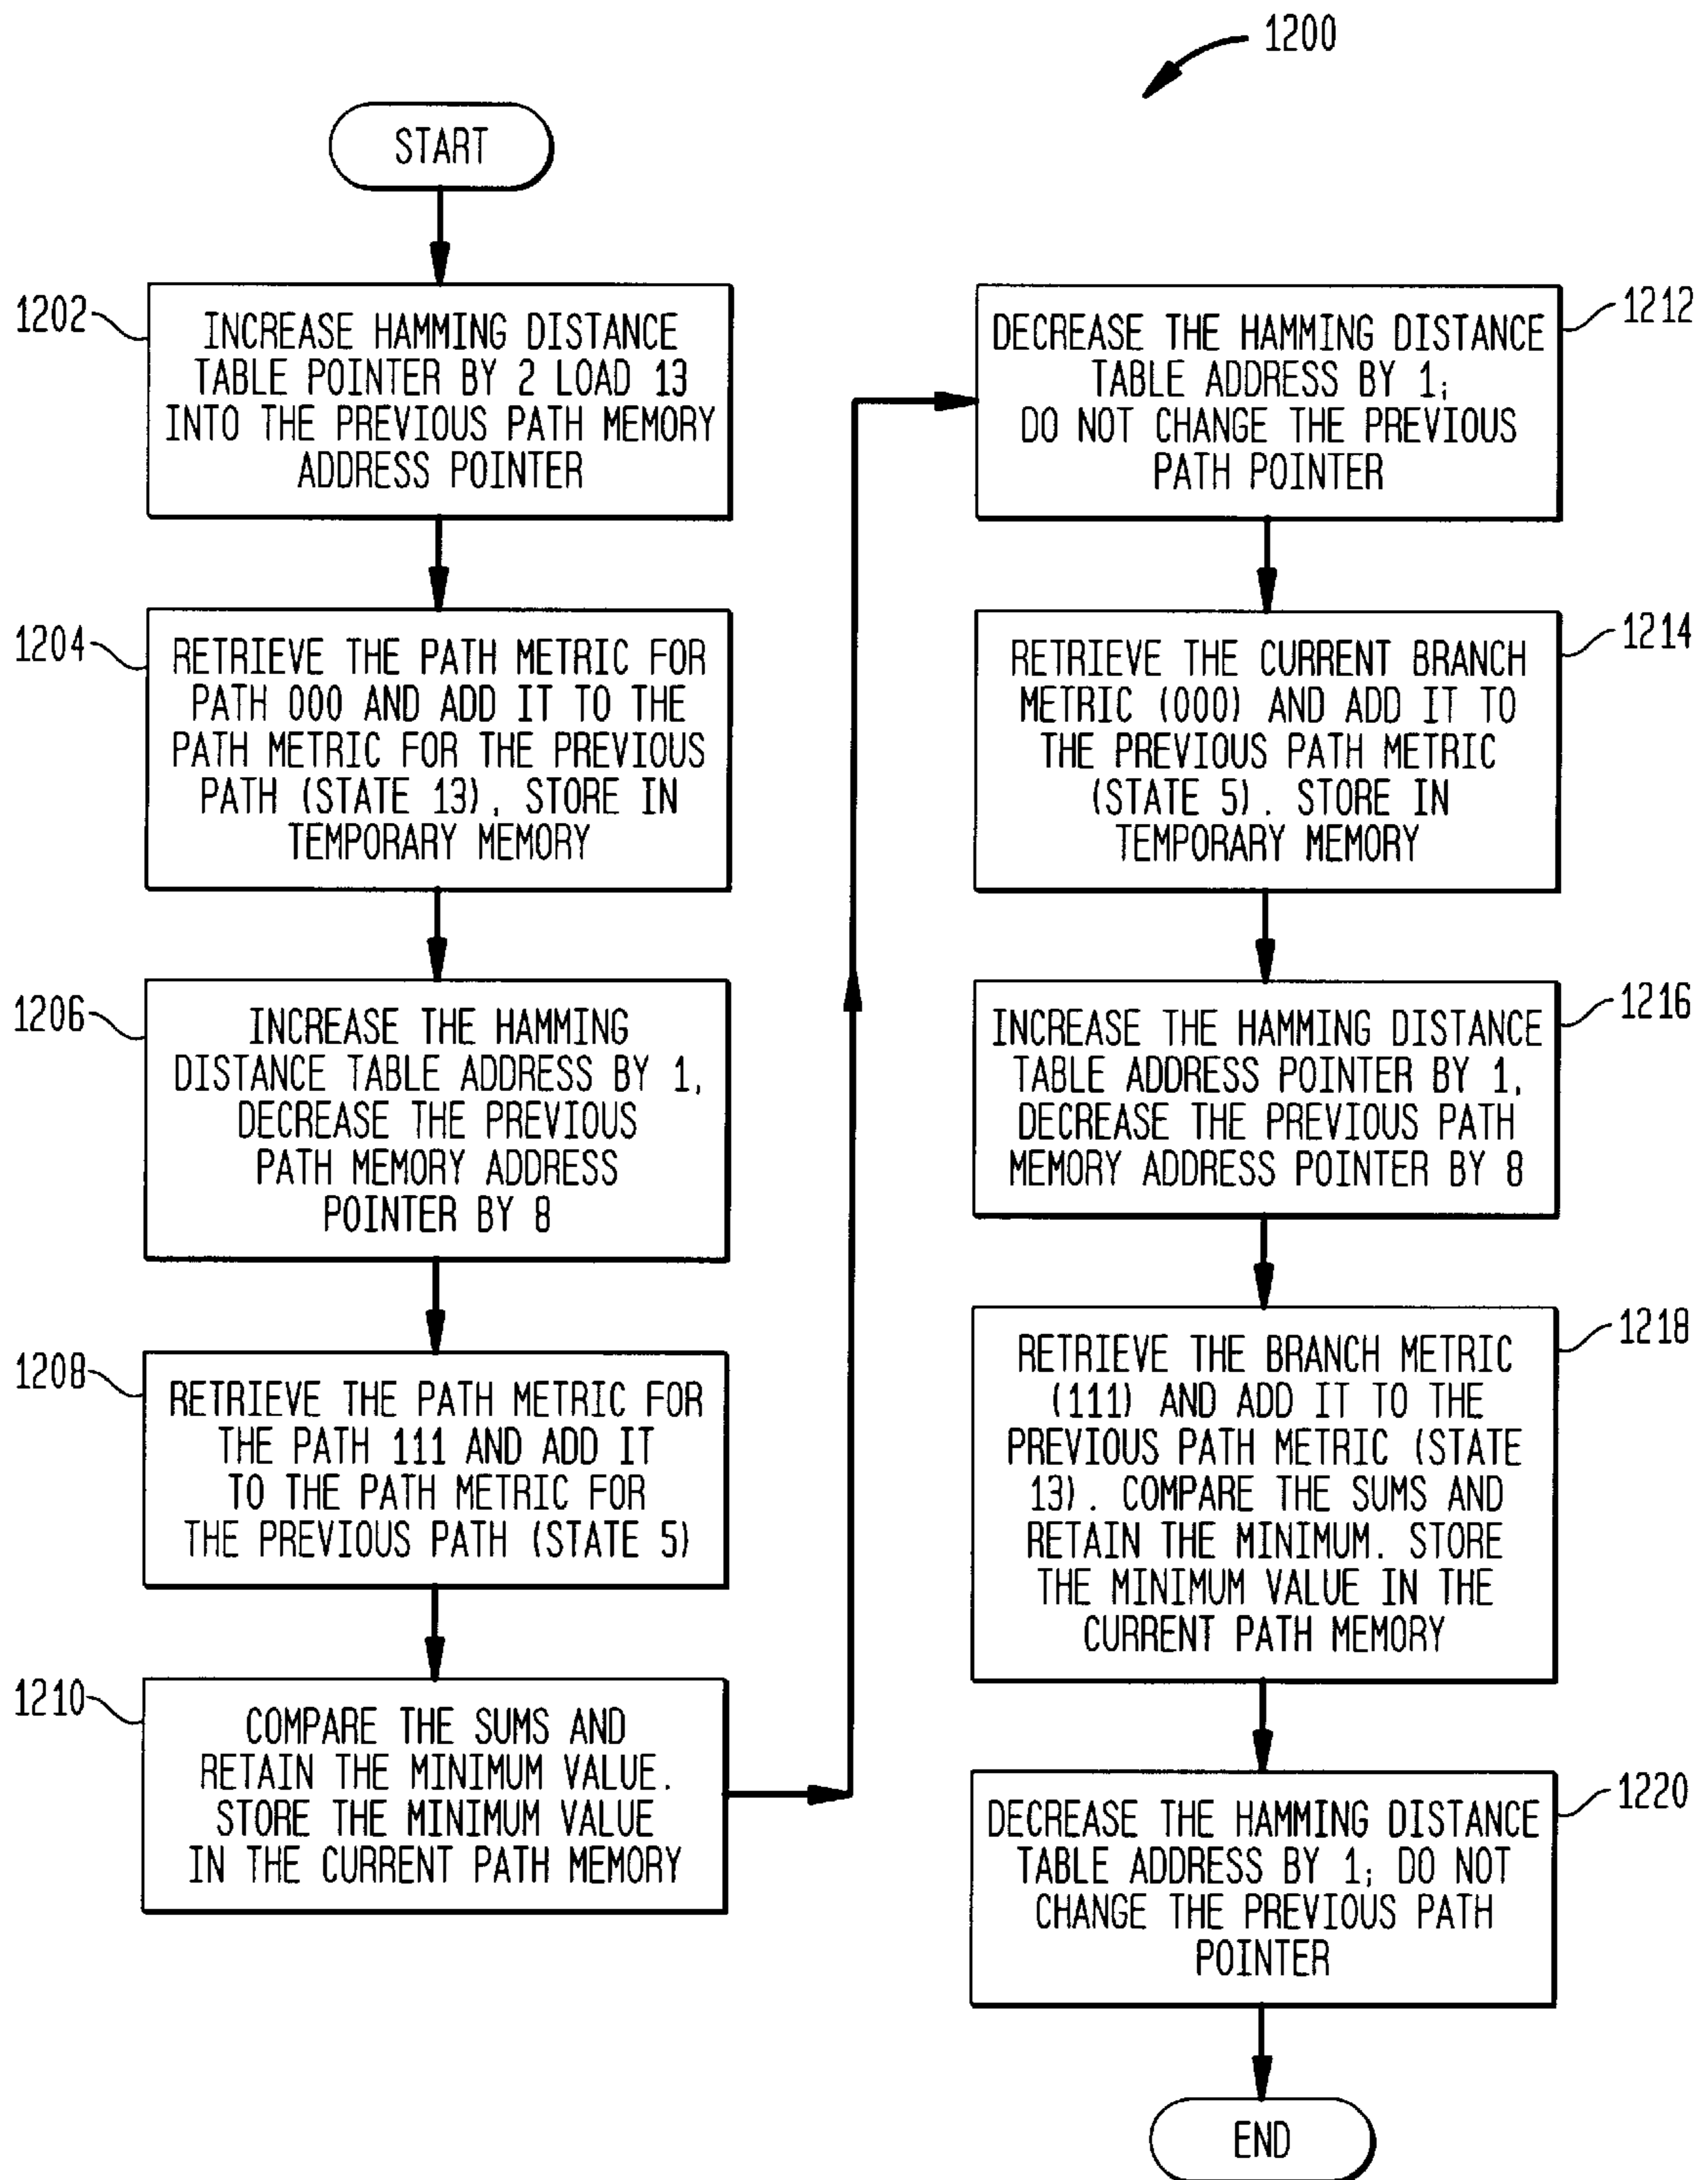 1200
START
1202
INCREASE HAMMING DISTANCE
TABLE POINTER BY 2 LOAD 13
INTO THE PREVIOUS PATH MEMORY
ADDRESS POINTER
1204
RETRIEVE THE PATH METRIC FOR
PATH 000 AND ADD IT TO THE
PATH METRIC FOR THE PREVIOUS
PATH (STATE 13), STORE IN
TEMPORARY MEMORY
1206
INCREASE THE HAMMING
DISTANCE TABLE ADDRESS BY 1,
DECREASE THE PREVIOUS
PATH MEMORY ADDRESS
POINTER BY 8
1208
RETRIEVE THE PATH METRIC FOR
THE PATH 111 AND ADD IT
TO THE PATH METRIC FOR
THE PREVIOUS PATH (STATE 5)
1210
COMPARE THE SUMS AND
RETAIN THE MINIMUM VALUE.
STORE THE MINIMUM VALUE
IN THE CURRENT PATH MEMORY
1212
DECREASE THE HAMMING DISTANCE
TABLE ADDRESS BY 1;
DO NOT CHANGE THE PREVIOUS
PATH POINTER
1214
RETRIEVE THE CURRENT BRANCH
METRIC (000) AND ADD IT TO
THE PREVIOUS PATH METRIC
(STATE 5). STORE IN
TEMPORARY MEMORY
1216
INCREASE THE HAMMING DISTANCE
TABLE ADDRESS POINTER BY 1,
DECREASE THE PREVIOUS PATH
MEMORY ADDRESS POINTER BY 8
1218
RETRIEVE THE BRANCH METRIC
(111) AND ADD IT TO THE
PREVIOUS PATH METRIC (STATE
13). COMPARE THE SUMS AND
RETAIN THE MINIMUM. STORE
THE MINIMUM VALUE IN THE
CURRENT PATH MEMORY
1220
DECREASE THE HAMMING DISTANCE
TABLE ADDRESS BY 1; DO NOT
CHANGE THE PREVIOUS PATH
POINTER
END